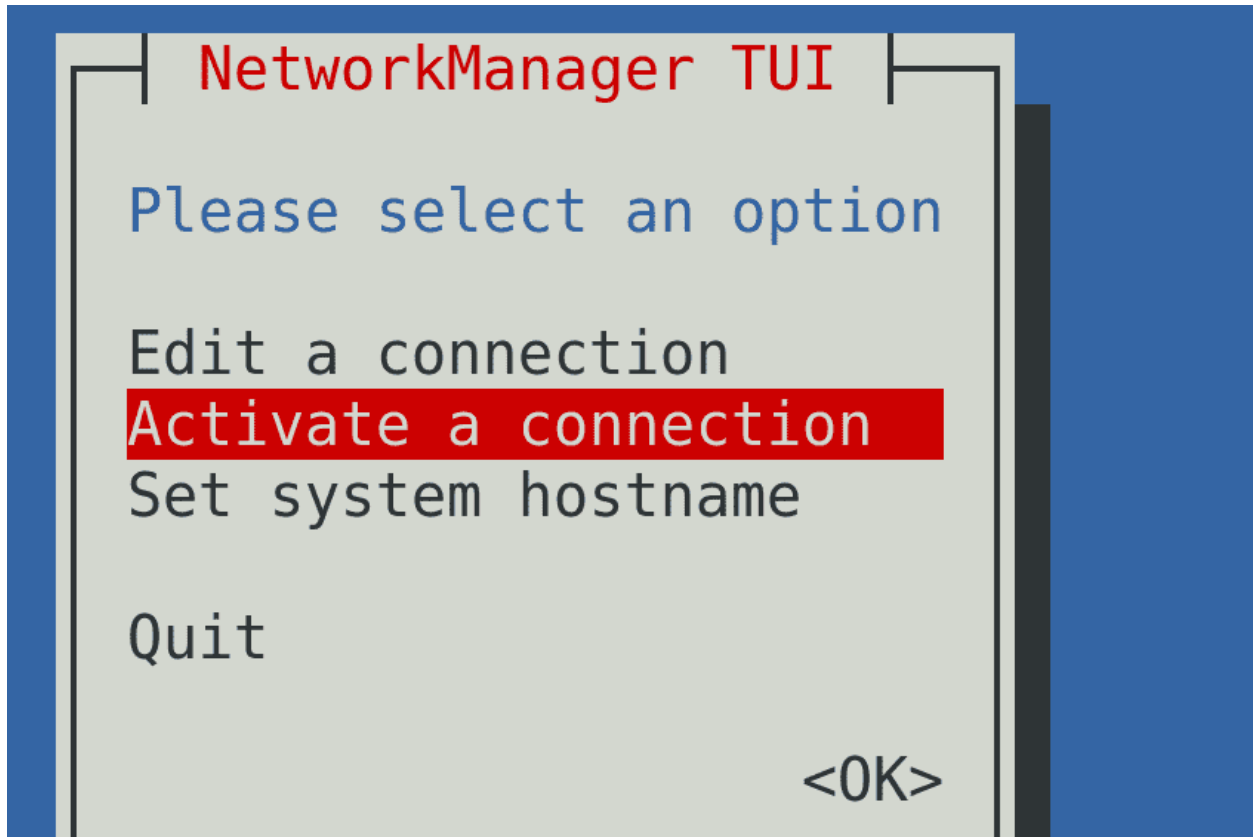 NetworkManager TUI
Please select an option
Edit a connection
Activate a connection
Set system hostname
Quit
<OK>